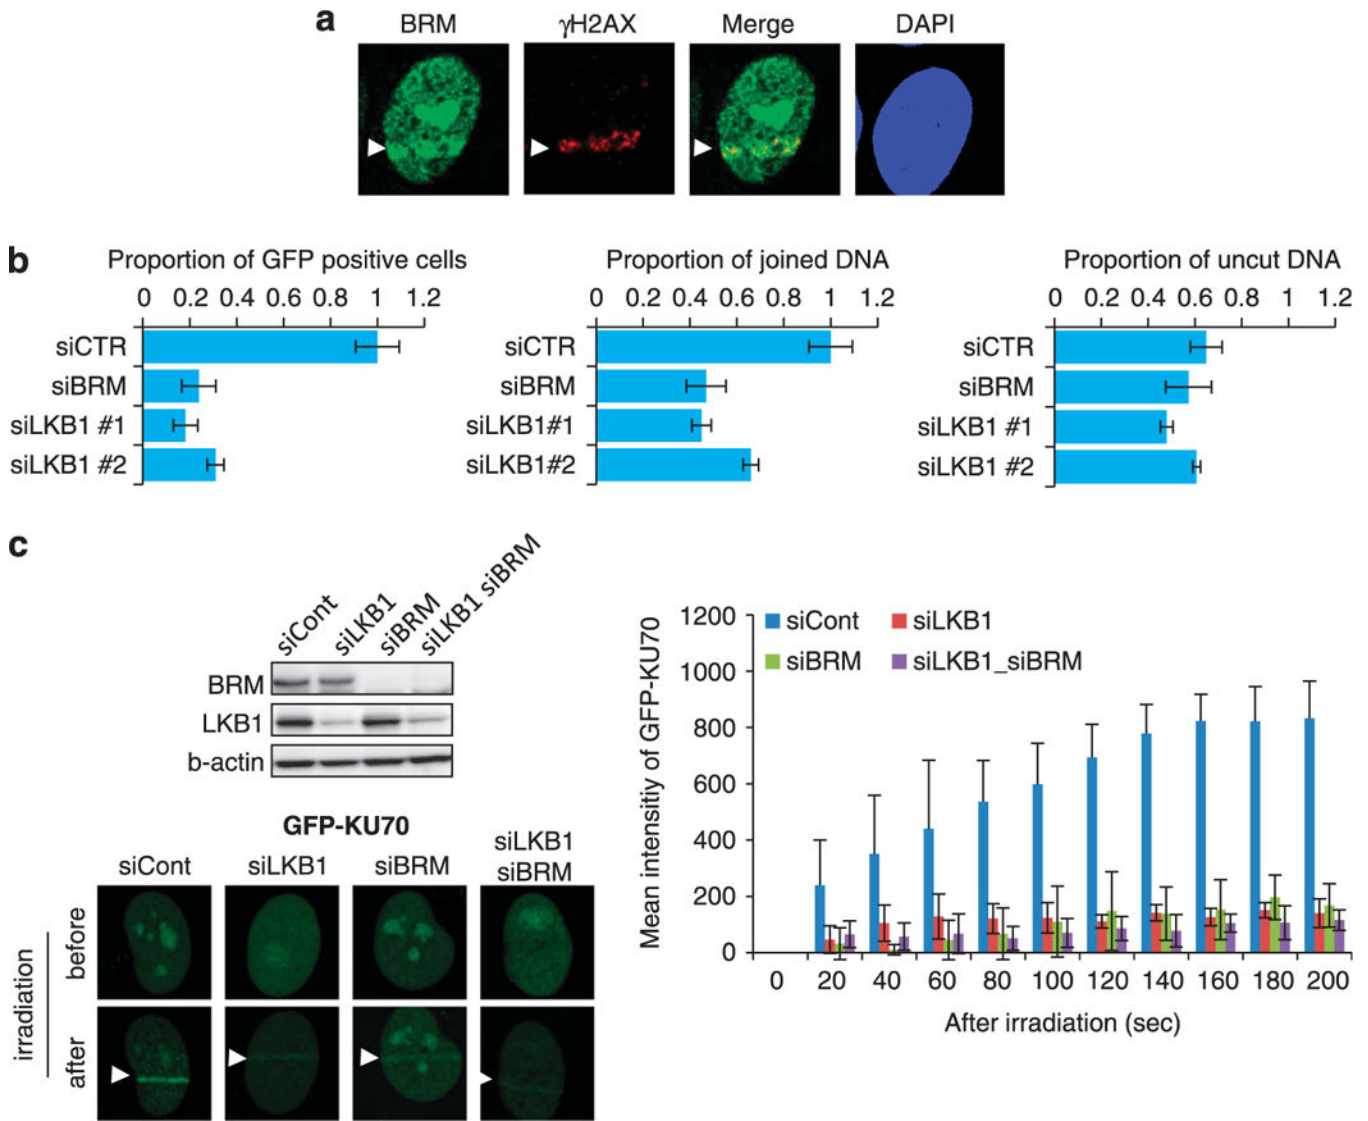 a
BRM γH2AX Merge DAPI
b
Proportion of GFP positive cells
0 0.2 0.4 0.6 0.8 1 1.2
siCTR
siBRM
siLKB1 #1
siLKB1 #2
Proportion of joined DNA
0 0.2 0.4 0.6 0.8 1 1.2
siCTR
siBRM
siLKB1#1
siLKB1#2
Proportion of uncut DNA
0 0.2 0.4 0.6 0.8 1 1.2
siCTR
siBRM
siLKB1 #1
siLKB1 #2
c
siCont
siLKB1
siBRM
siLKB1 siBRM
BRM
LKB1
b-actin
GFP-KU70
siCont siLKB1 siBRM siLKB1
siBRM
irradiation
before
after
Mean intensitiy of GFP-KU70
1200
1000
800
600
400
200
0
siCont siLKB1
siBRM siLKB1_siBRM
0 20 40 60 80 100 120 140 160 180 200
After irradiation (sec)